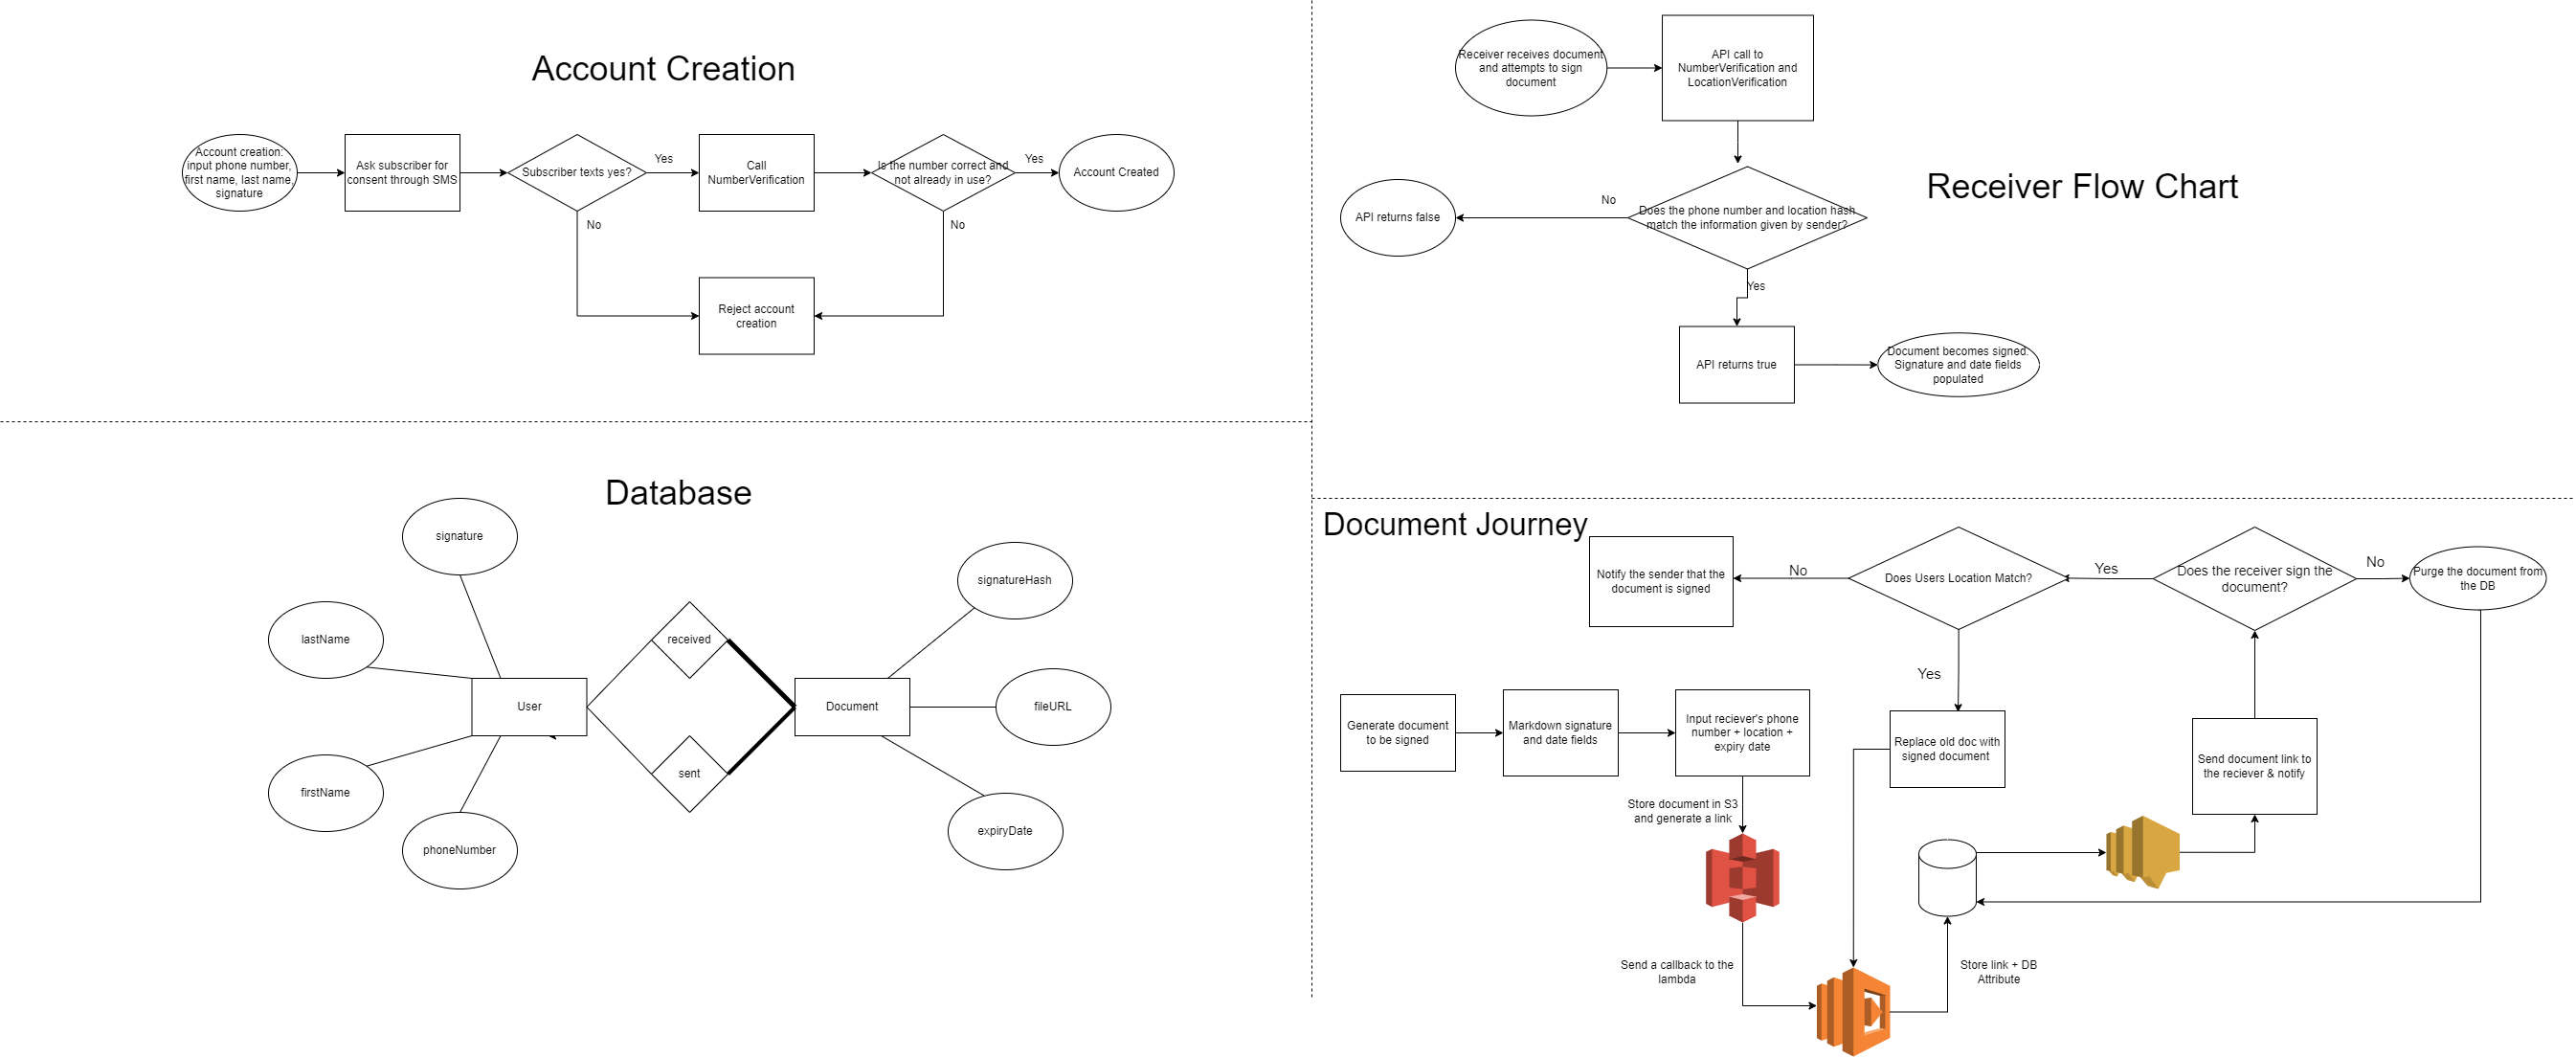 Account Creation
Account creation:
input phone number,
first name, last name,
signature
Ask subscriber for
consent through SMS
Subscriber texts yes?
Yes
No
Call
NumberVerification
Is the number correct and
not already in use?
Yes
No
Account Created
Reject account
creation
Receiver receives document
and attempts to sign
document
API call to
NumberVerification and
LocationVerification
Receiver Flow Chart
Does the phone number and location hash
match the information given by sender?
No
API returns false
Yes
API returns true
Document becomes signed.
Signature and date fields
populated
Database
signature
lastName
firstName
phoneNumber
User
received
sent
Document
signatureHash
fileURL
expiryDate
Document Journey
Notify the sender that the
document is signed
No
Does Users Location Match?
Yes
Does the receiver sign the
document?
No
Purge the document from
the DB
Yes
Generate document
to be signed
Markdown signature
and date fields
Input reciever's phone
number + location +
expiry date
Replace old doc with
signed document
Send document link to
the reciever & notify
Store document in S3
and generate a link
Send a callback to the
lambda
Store link + DB
Attribute